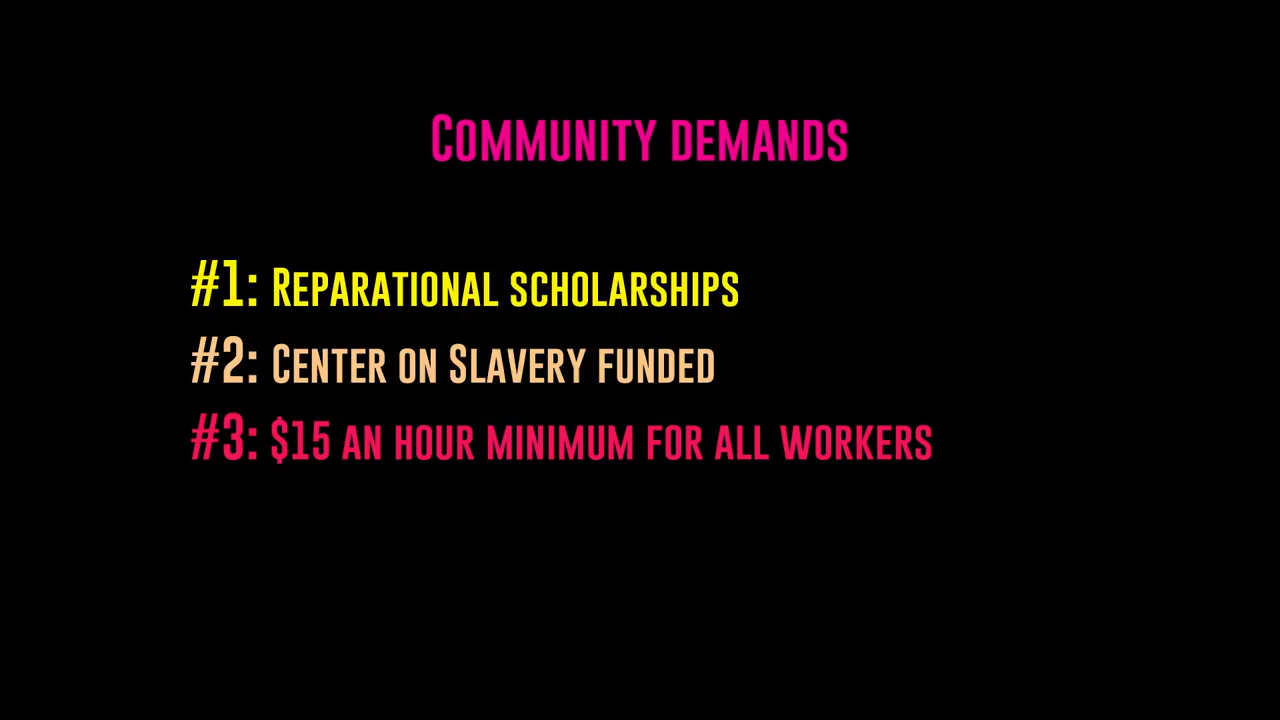 Community demands
#1: Reparational scholarships
#2: Center on Slavery funded
#3: $15 an hour minimum for all workers